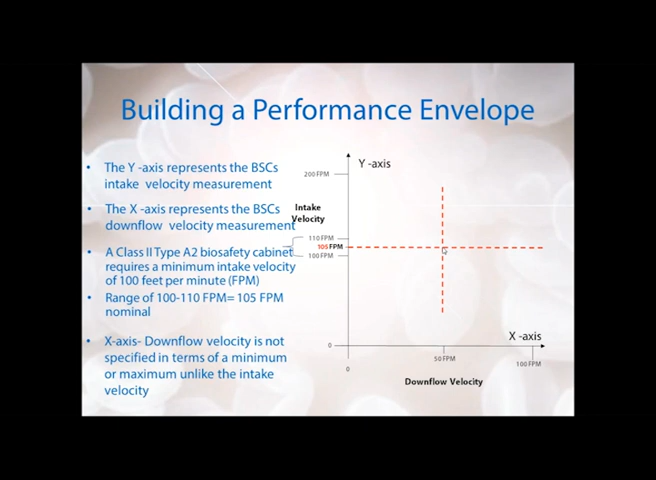 Building a Performance Envelope
• The Y -axis represents the BSCs
intake velocity measurement
• The X -axis represents the BSCs
downflow velocity measurement
• A Class II Type A2 biosafety cabinet
requires a minimum intake velocity
of 100 feet per minute (FPM)
• Range of 100-110 FPM= 105 FPM
nominal
• X-axis- Downflow velocity is not
specified in terms of a minimum
or maximum unlike the intake
velocity
Y -axis
200 FPM
Intake
Velocity
110 FPM
105 FPM
100 FPM
X -axis
0
0
50 FPM
100 FPM
Downflow Velocity